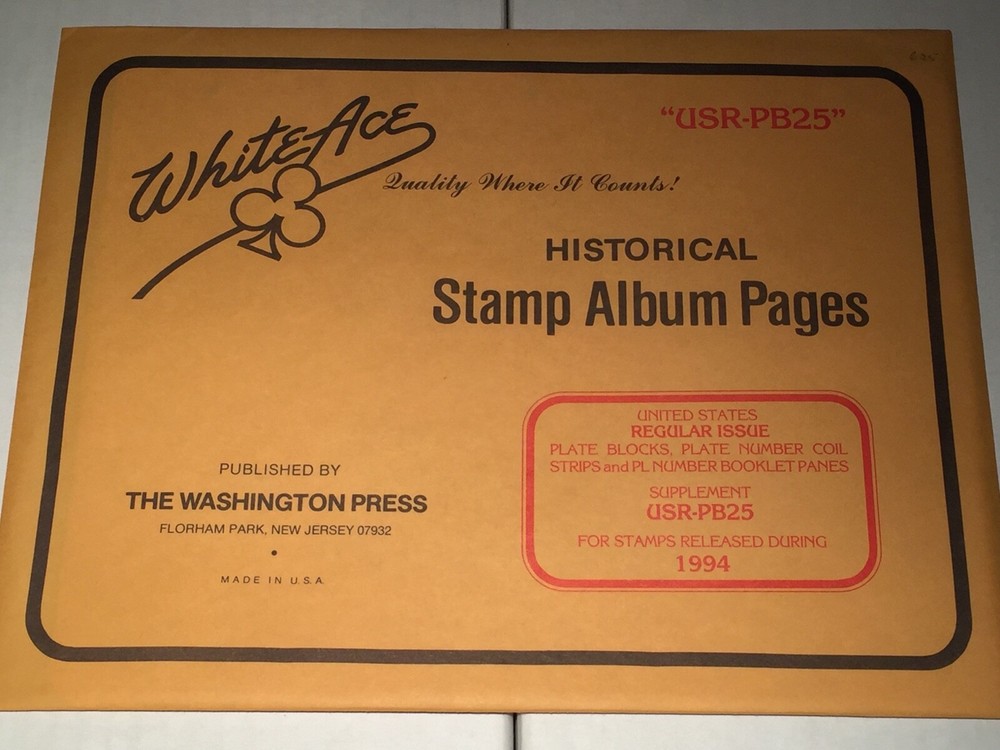 White Ace
"USR-PB25"
Quality Where It Counts!
HISTORICAL
Stamp Album Pages
PUBLISHED BY
THE WASHINGTON PRESS
FLORHAM PARK, NEW JERSEY 07932
•
MADE IN U.S.A.
UNITED STATES
REGULAR ISSUE
PLATE BLOCKS, PLATE NUMBER COIL
STRIPS and PL NUMBER BOOKLET PANES
SUPPLEMENT
USR-PB25
FOR STAMPS RELEASED DURING
1994